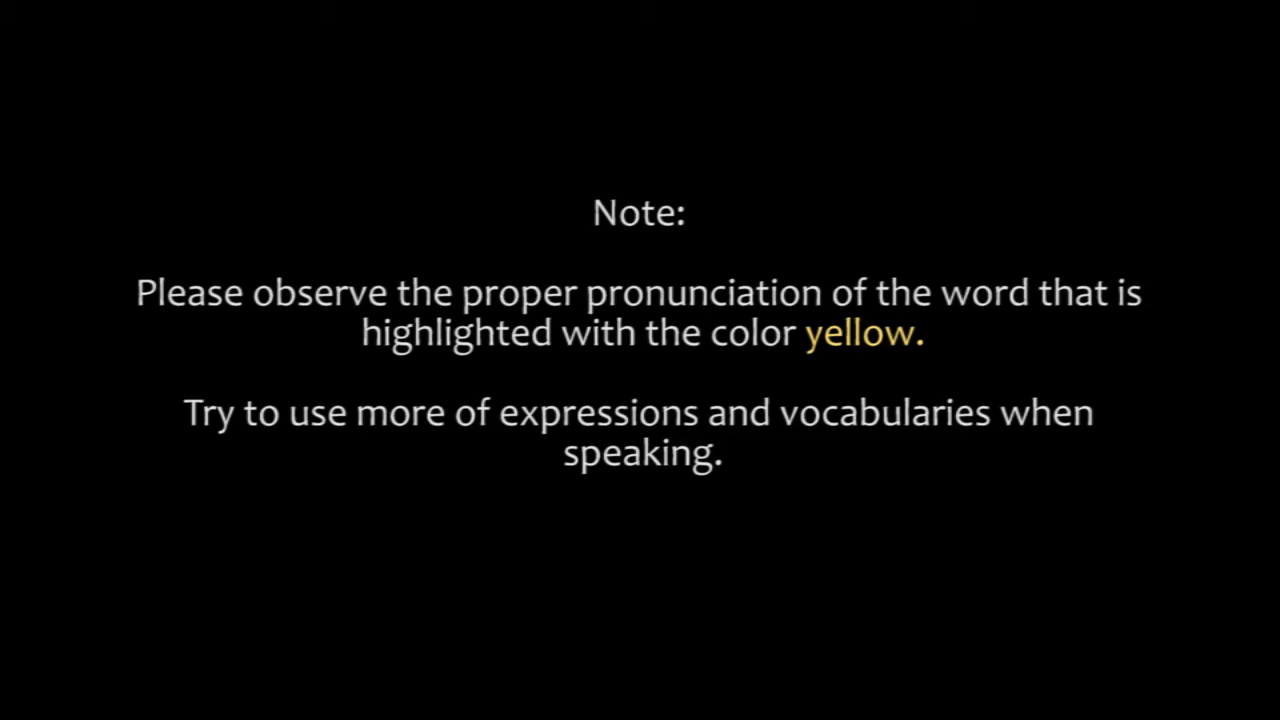 Note:
Please observe the proper pronunciation of the word that is
highlighted with the color yellow.
Try to use more of expressions and vocabularies when
speaking.